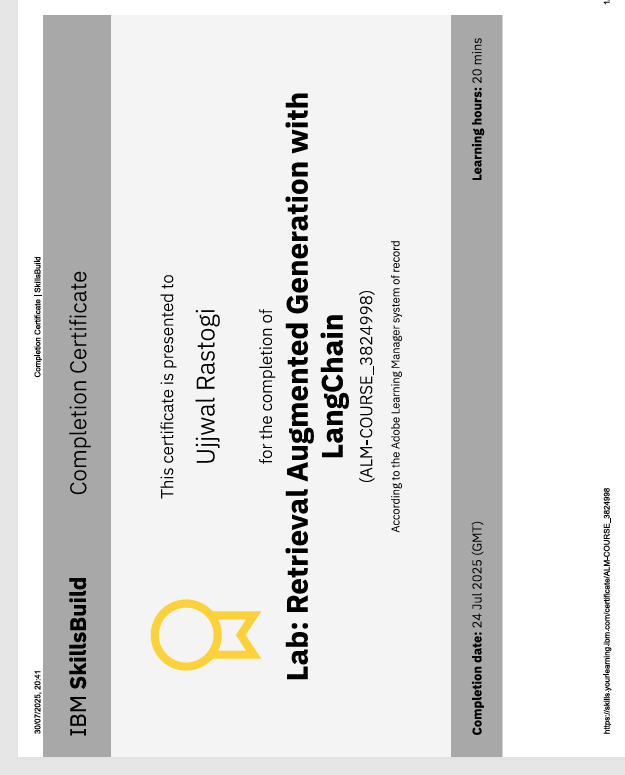 30/07/2025, 20:41
Completion Certificate | SkillsBuild
IBM SkillsBuild
Completion Certificate
This certificate is presented to
Ujjwal Rastogi
for the completion of
Lab: Retrieval Augmented Generation with
LangChain
(ALM-COURSE_3824998)
According to the Adobe Learning Manager system of record
Completion date: 24 Jul 2025 (GMT)
Learning hours: 20 mins
https://skills.yourlearning.ibm.com/certificate/ALM-COURSE_3824998